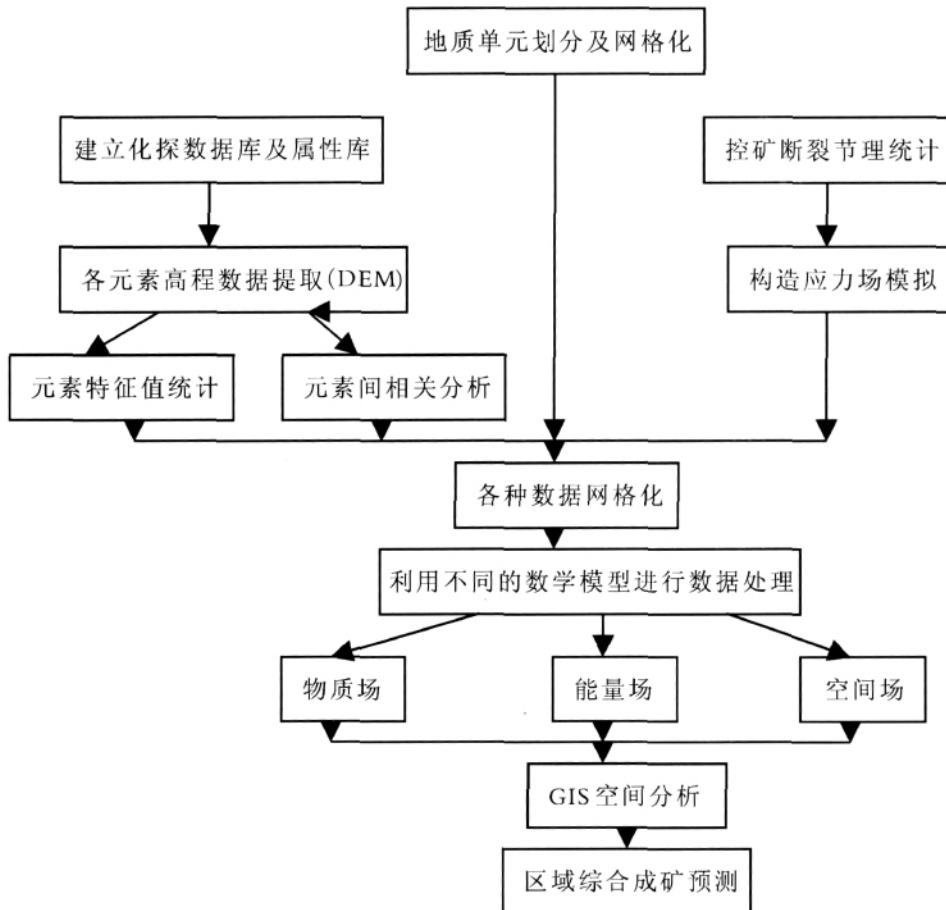 地质单元划分及网格化
建立化探数据库及属性库
控矿断裂节理统计
各元素高程数据提取(DEM)
构造应力场模拟
元素特征值统计
元素间相关分析
各种数据网格化
利用不同的数学模型进行数据处理
物质场
能量场
空间场
GIS空间分析
区域综合成矿预测